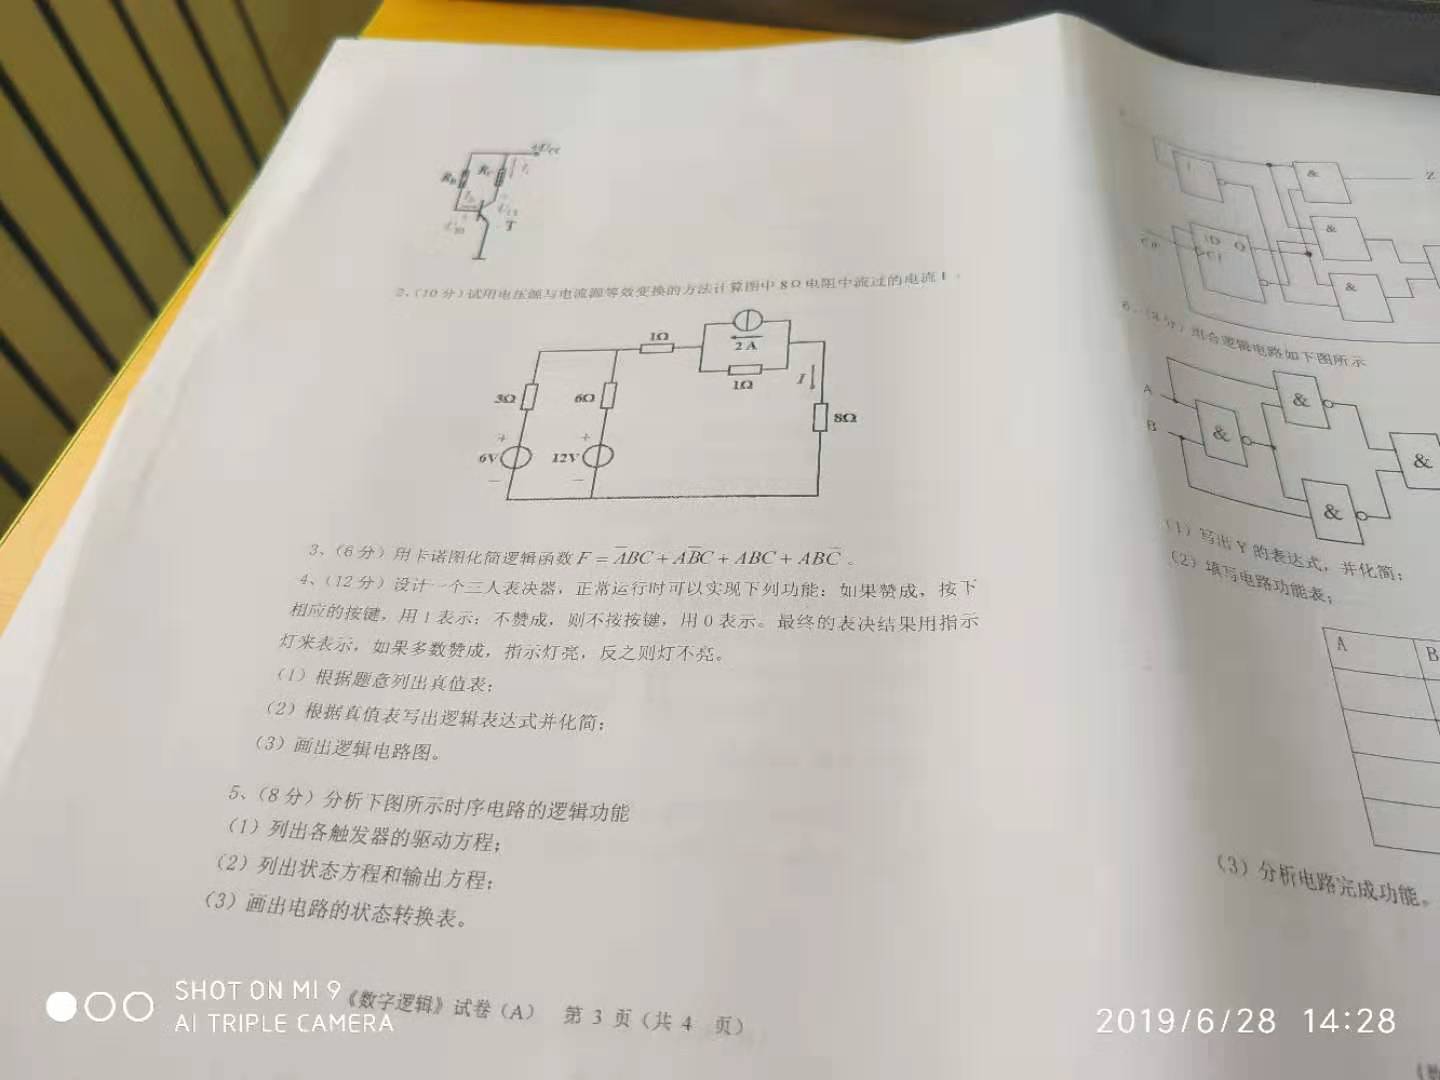 +U
Rb
Rc
T
2、(10 分) 试用电压源与电流源等效变换的方法计算图中 8Ω 电阻中流过的电流 I 。
1Ω
2 A
1Ω
I
3Ω
6Ω
8Ω
+
+
6V
12V
−
−
3、(6 分) 用卡诺图化简逻辑函数 F = A̅BC + AB̅C + ABC + ABC̅ 。
4、(12 分) 设计一个三人表决器，正常运行时可以实现下列功能：如果赞成，按下
相应的按键，用 1 表示；不赞成，则不按按键，用 0 表示。最终的表决结果用指示
灯来表示，如果多数赞成，指示灯亮，反之则灯不亮。
(1) 根据题意列出真值表；
(2) 根据真值表写出逻辑表达式并化简；
(3) 画出逻辑电路图。
5、(8 分) 分析下图所示时序电路的逻辑功能
(1) 列出各触发器的驱动方程；
(2) 列出状态方程和输出方程；
(3) 画出电路的状态转换表。
《数字逻辑》试卷 (A) 第 3 页 (共 4 页)
1
&
Z
&
1D Q
CP
C1
&
6、(8 分) 组合逻辑电路如下图所示
A
B
&
&
&
&
(1) 写出 Y 的表达式，并化简；
(2) 填写电路功能表；
A
B
(3) 分析电路完成功能。
SHOT ON MI 9
AI TRIPLE CAMERA
2019/6/28 14:28